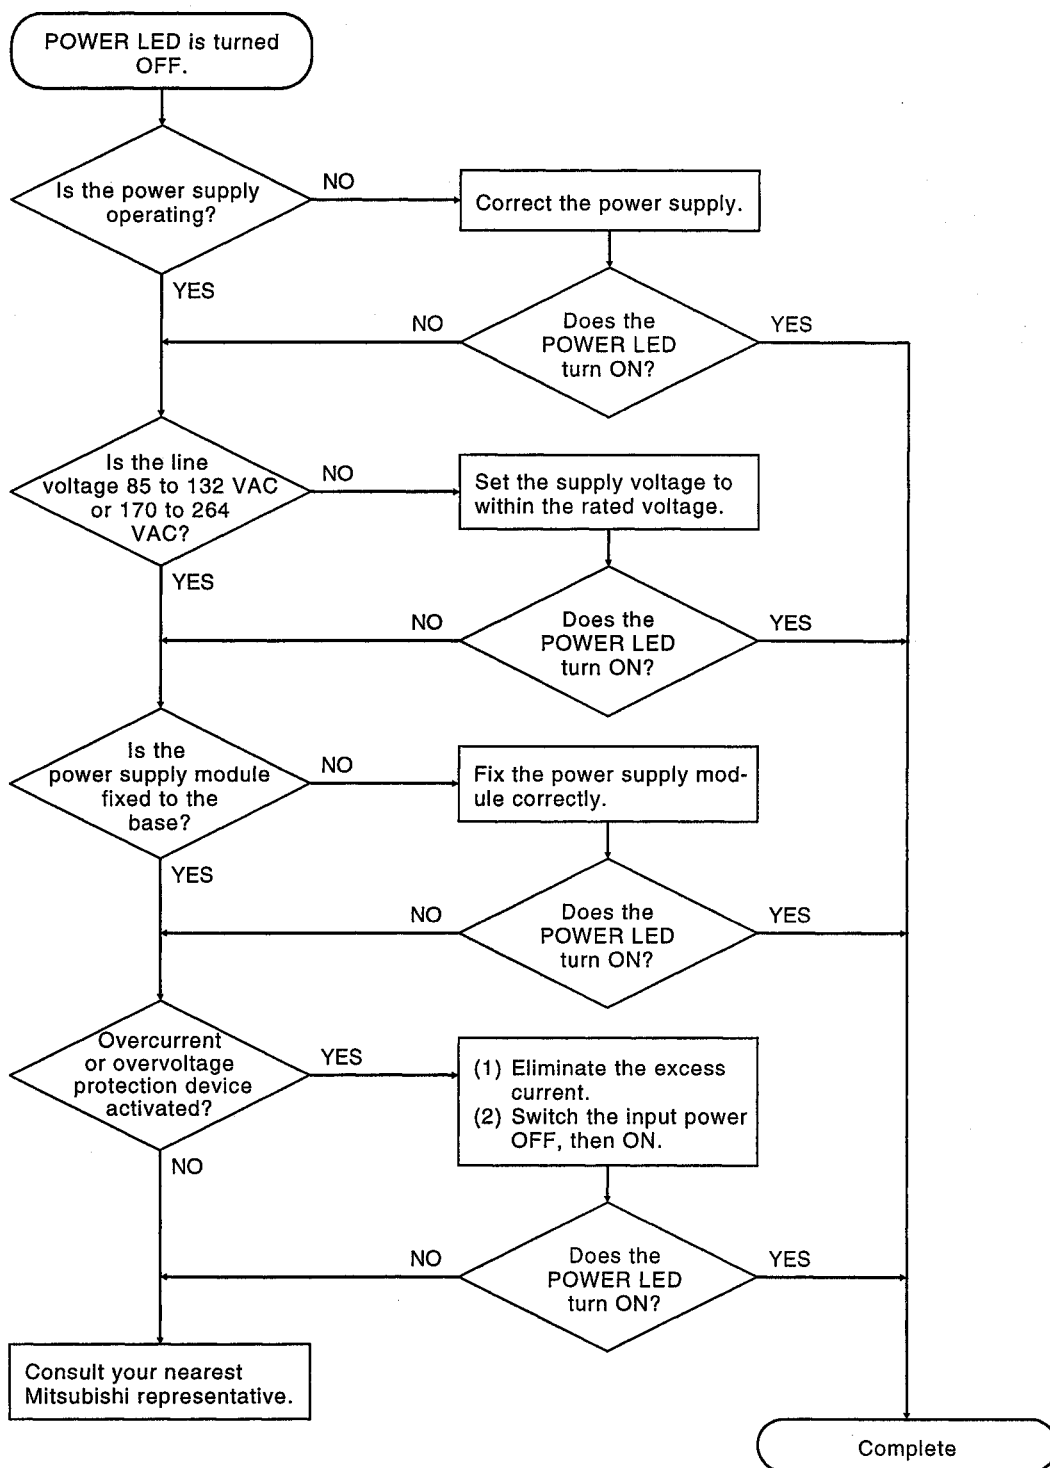 POWER LED is turned
OFF.
Is the power supply
operating?
NO
Correct the power supply.
YES
Does the
POWER LED
turn ON?
NO
YES
Is the line
voltage 85 to 132 VAC
or 170 to 264
VAC?
NO
Set the supply voltage to
within the rated voltage.
YES
Does the
POWER LED
turn ON?
NO
YES
Is the
power supply module
fixed to the
base?
NO
Fix the power supply mod-
ule correctly.
YES
Does the
POWER LED
turn ON?
NO
YES
Overcurrent
or overvoltage
protection device
activated?
YES
(1) Eliminate the excess
current.
(2) Switch the input power
OFF, then ON.
NO
Does the
POWER LED
turn ON?
NO
YES
Consult your nearest
Mitsubishi representative.
Complete